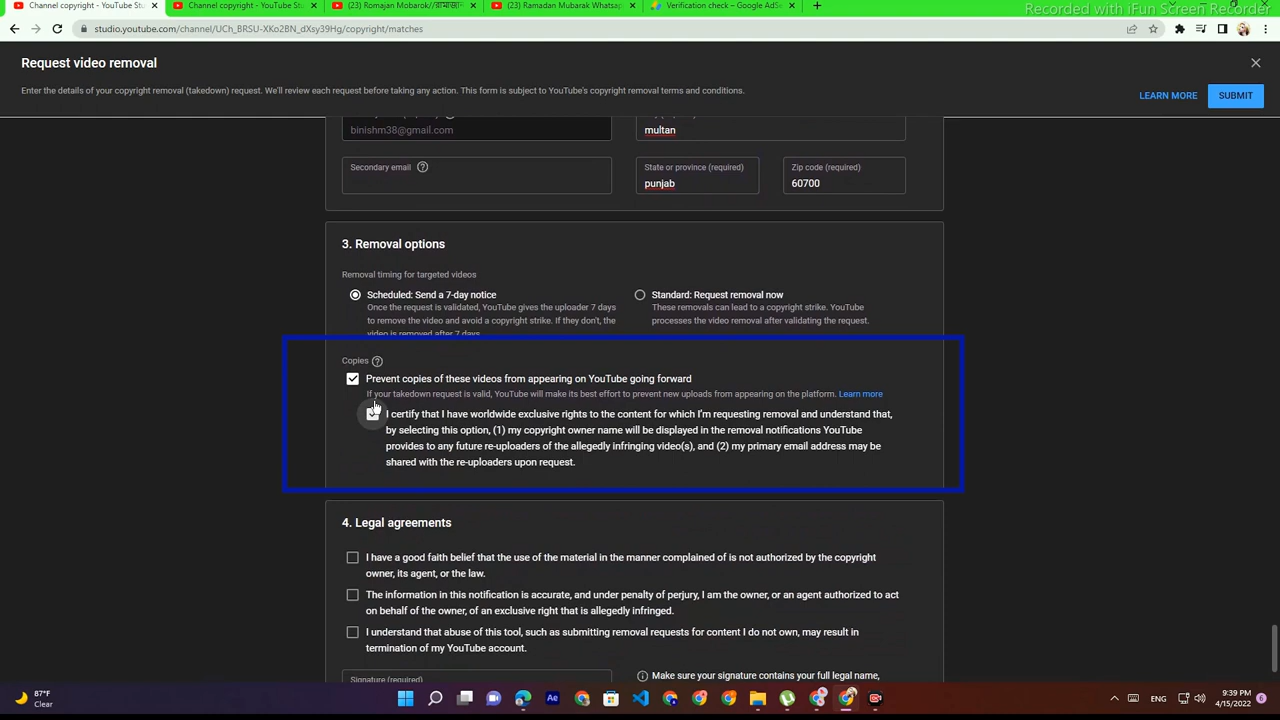 Channel copyright - YouTube Stu
Channel copyright - YouTube Stu
(23) Romajan Mobarok//
(23) Ramadan Mubarak Whatsap
Verification check – Google AdSe
Recorded with iFun Screen Recorder
studio.youtube.com/channel/UCh_BRSU-XKo2BN_dXsy39Hg/copyright/matches
Request video removal
Enter the details of your copyright removal (takedown) request. We'll review each request before taking any action. This form is subject to YouTube's copyright removal terms and conditions.
LEARN MORE
SUBMIT
binishm38@gmail.com
multan
Secondary email
State or province (required)
punjab
Zip code (required)
60700
3. Removal options
Removal timing for targeted videos
Scheduled: Send a 7-day notice
Once the request is validated, YouTube gives the uploader 7 days
to remove the video and avoid a copyright strike. If they don't, the
video is removed after 7 days.
Standard: Request removal now
These removals can lead to a copyright strike. YouTube
processes the video removal after validating the request.
Copies
Prevent copies of these videos from appearing on YouTube going forward
If your takedown request is valid, YouTube will make its best effort to prevent new uploads from appearing on the platform. Learn more
I certify that I have worldwide exclusive rights to the content for which I'm requesting removal and understand that,
by selecting this option, (1) my copyright owner name will be displayed in the removal notifications YouTube
provides to any future re-uploaders of the allegedly infringing video(s), and (2) my primary email address may be
shared with the re-uploaders upon request.
4. Legal agreements
I have a good faith belief that the use of the material in the manner complained of is not authorized by the copyright
owner, its agent, or the law.
The information in this notification is accurate, and under penalty of perjury, I am the owner, or an agent authorized to act
on behalf of the owner, of an exclusive right that is allegedly infringed.
I understand that abuse of this tool, such as submitting removal requests for content I do not own, may result in
termination of my YouTube account.
Signature (required)
Make sure your signature contains your full legal name,
87°F
Clear
Ae
ENG
9:39 PM
4/15/2022